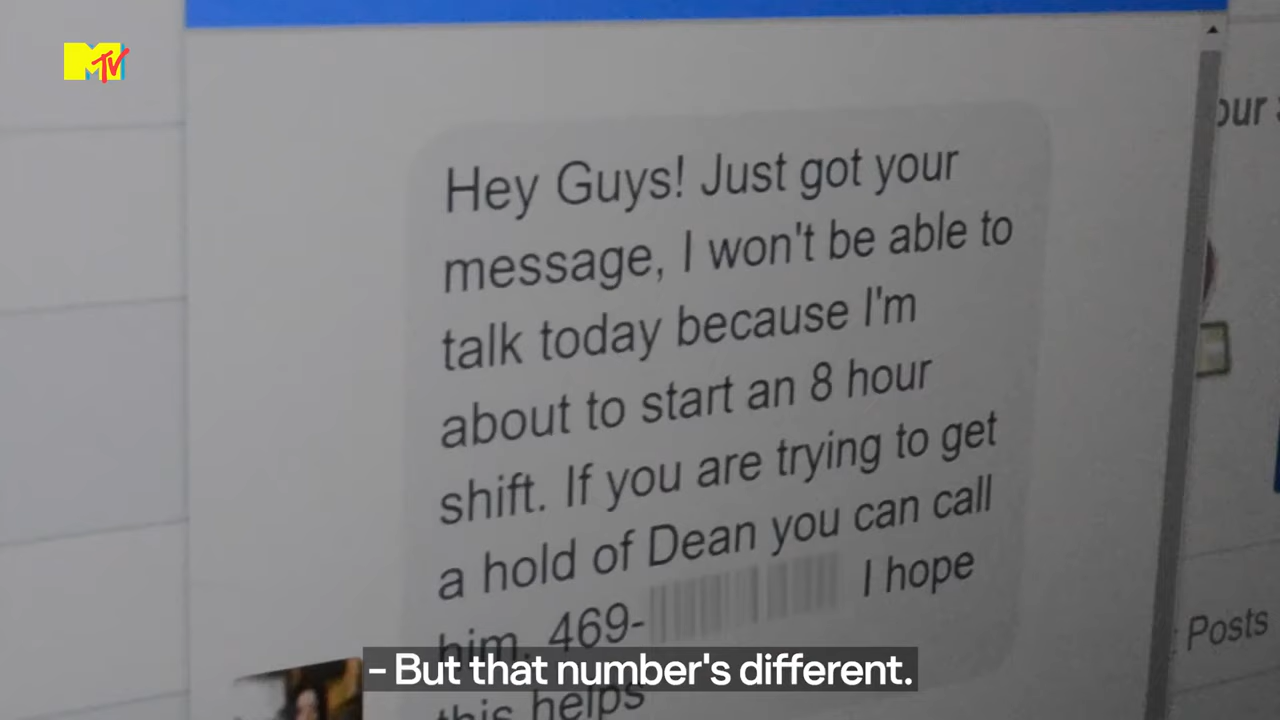 MTV
our
Hey Guys! Just got your
message, I won't be able to
talk today because I'm
about to start an 8 hour
shift. If you are trying to get
a hold of Dean you can call
him. 469- I hope
this helps
Posts
- But that number's different.